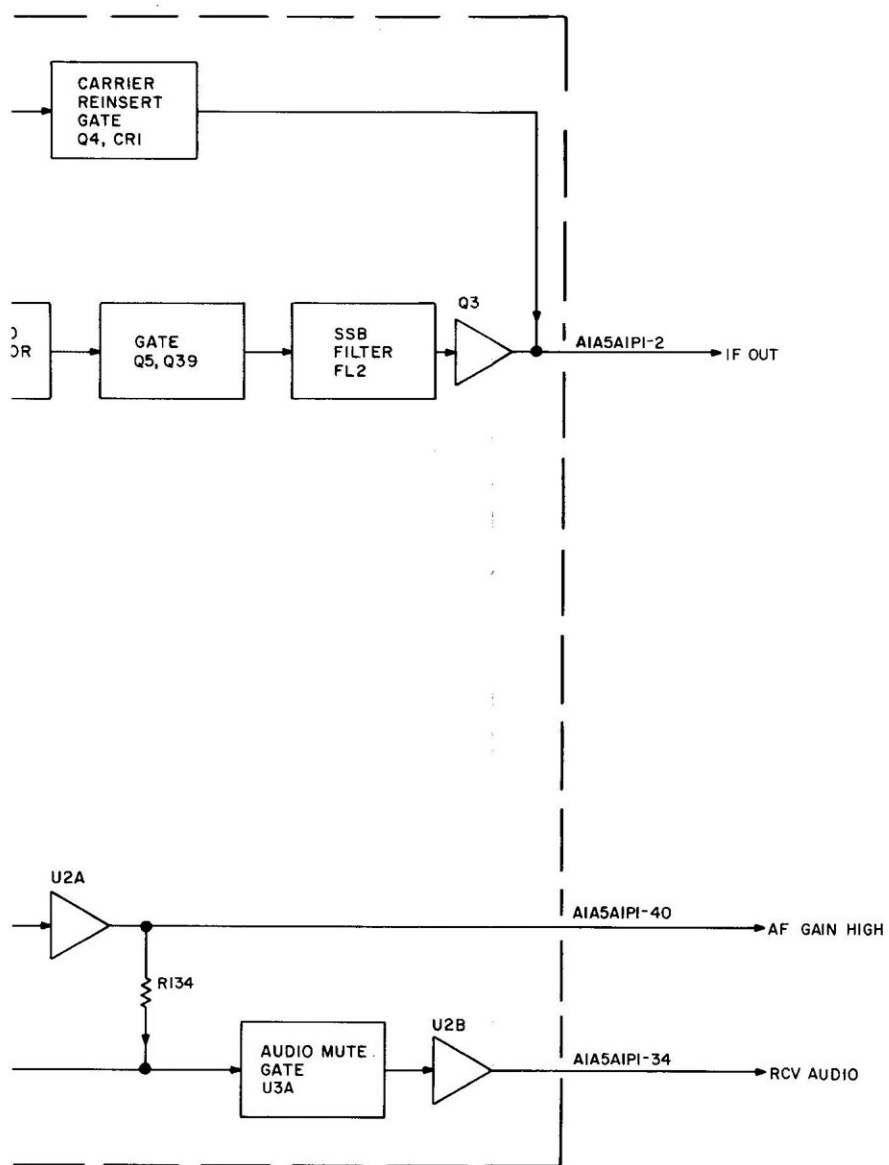 CARRIER
REINSERT
GATE
Q4, CR1
Q3
OR
GATE
Q5, Q39
SSB
FILTER
FL2
A1A5A1P1-2
IF OUT
U2A
A1A5A1P1-40
AF GAIN HIGH
R134
U2B
AUDIO MUTE
GATE
U3A
A1A5A1P1-34
RCV AUDIO